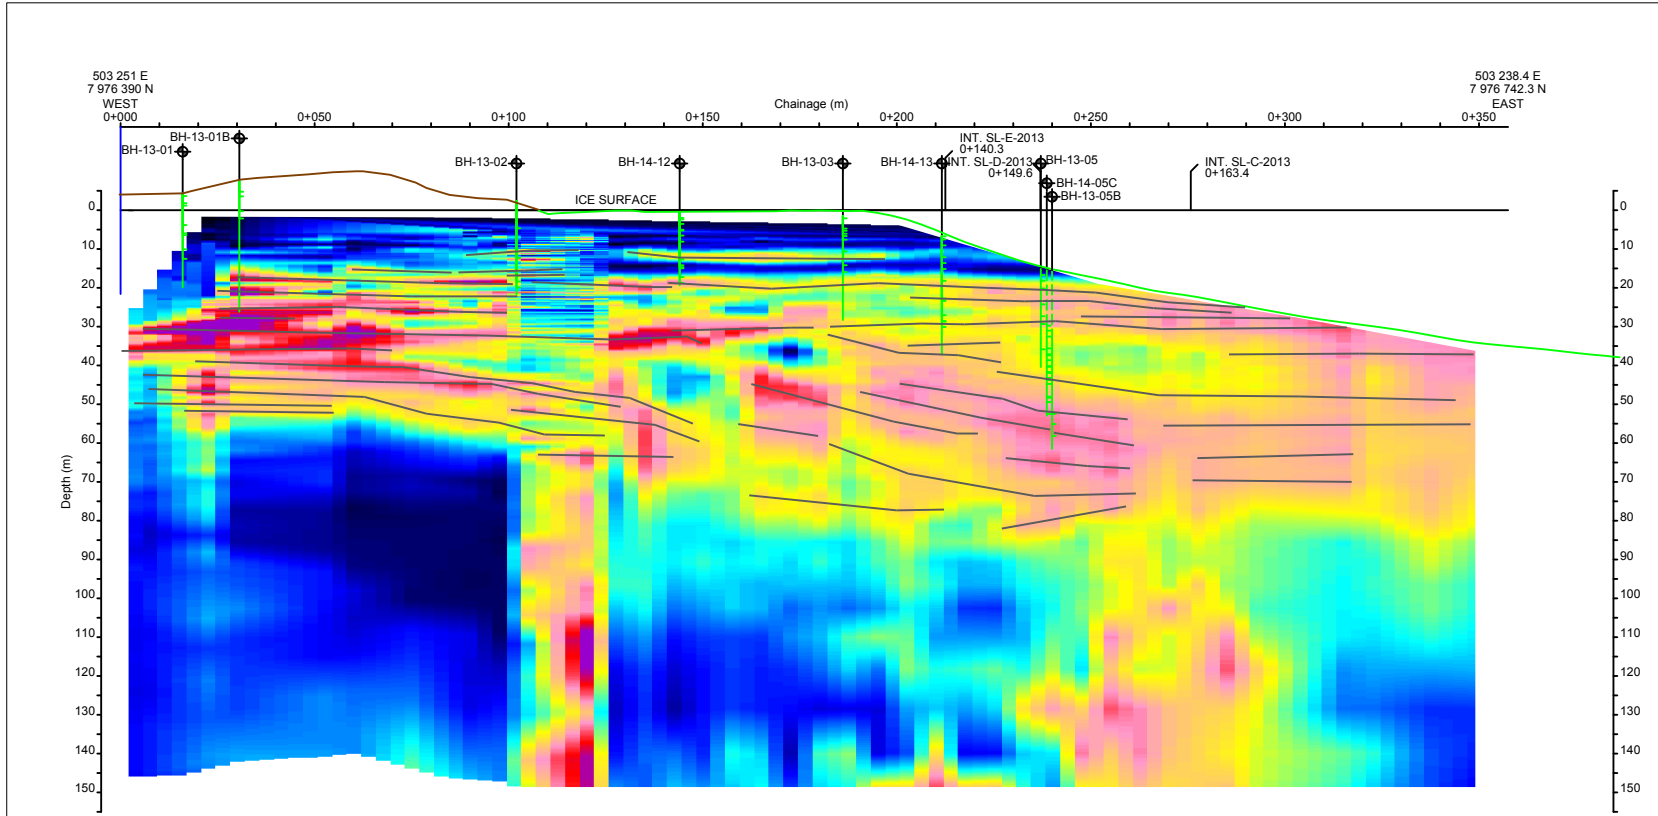 503 251 E
7 976 390 N
WEST
0+000
0+050
0+100
0+150
0+200
0+250
0+300
0+350
Chainage (m)
503 238.4 E
7 976 742.3 N
EAST
BH-13-01
BH-13-01B
BH-13-02
BH-14-12
BH-13-03
BH-14-13
INT. SL-E-2013
0+140.3
INT. SL-D-2013
0+149.6
BH-13-05
BH-14-05C
BH-13-05B
INT. SL-C-2013
0+163.4
ICE SURFACE
Depth (m)
0
10
20
30
40
50
60
70
80
90
100
110
120
130
140
150
0
10
20
30
40
50
60
70
80
90
100
110
120
130
140
150